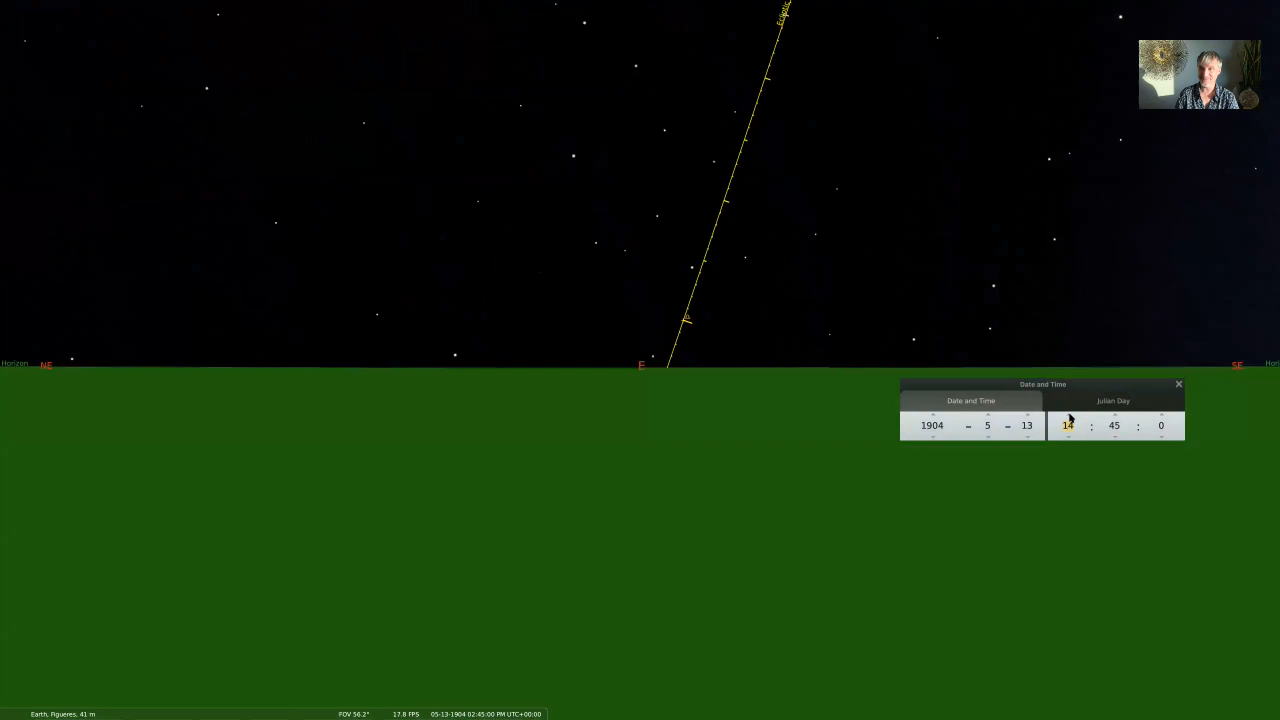 Ecliptic
Horizon
NE
E
SE
Hori
Date and Time
Date and Time
Julian Day
1904 – 5 – 13
14 : 45 : 0
Earth, Figueres, 41 m
FOV 56.2°
17.8 FPS
05-13-1904 02:45:00 PM UTC+00:00